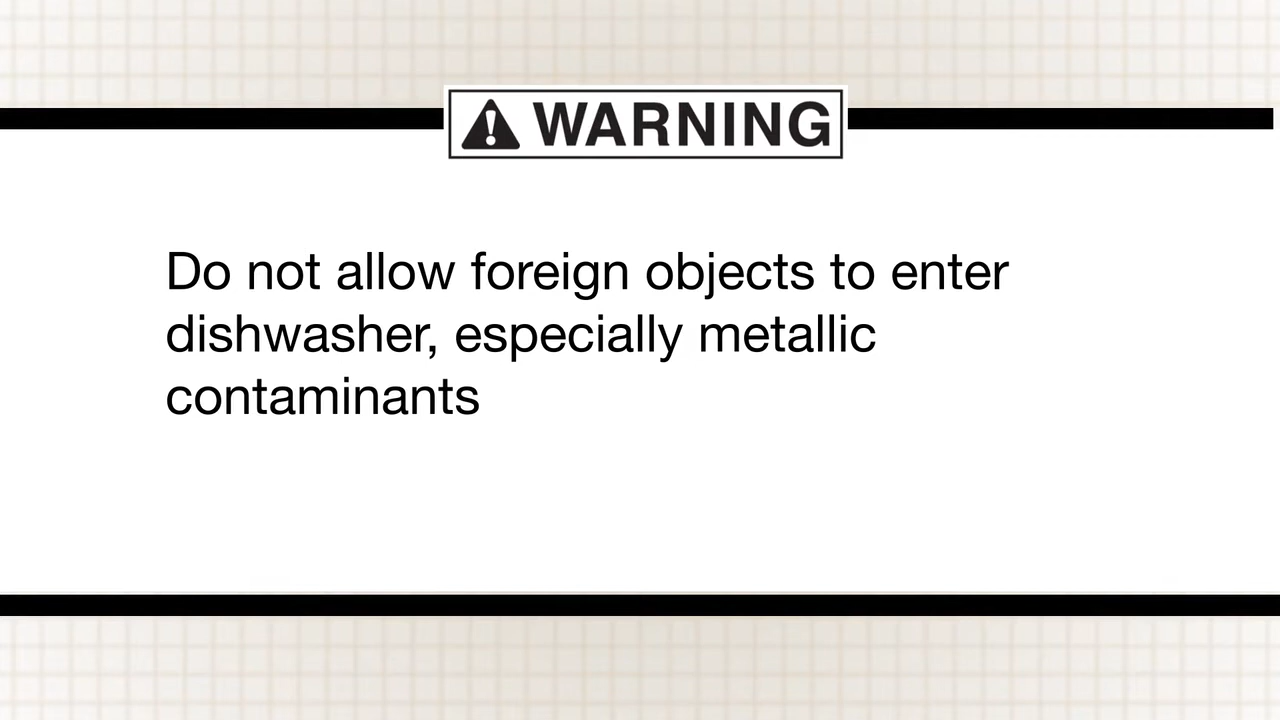 WARNING
Do not allow foreign objects to enter
dishwasher, especially metallic
contaminants